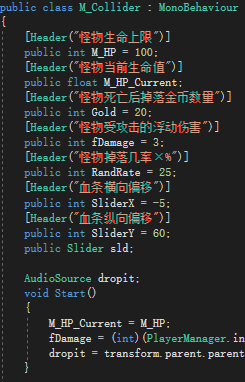 public class M_Collider : MonoBehaviour
{
[Header("怪物生命上限")]
public int M_HP = 100;
[Header("怪物当前生命值")]
public float M_HP_Current;
[Header("怪物死亡后掉落金币数量")]
public int Gold = 20;
[Header("怪物受攻击的浮动伤害")]
public int fDamage = 3;
[Header("怪物掉落几率×%")]
public int RandRate = 25;
[Header("血条横向偏移")]
public int SliderX = -5;
[Header("血条纵向偏移")]
public int SliderY = 60;
public Slider sld;
AudioSource dropit;
void Start()
{
M_HP_Current = M_HP;
fDamage = (int)(PlayerManager.in
dropit = transform.parent.parent
}